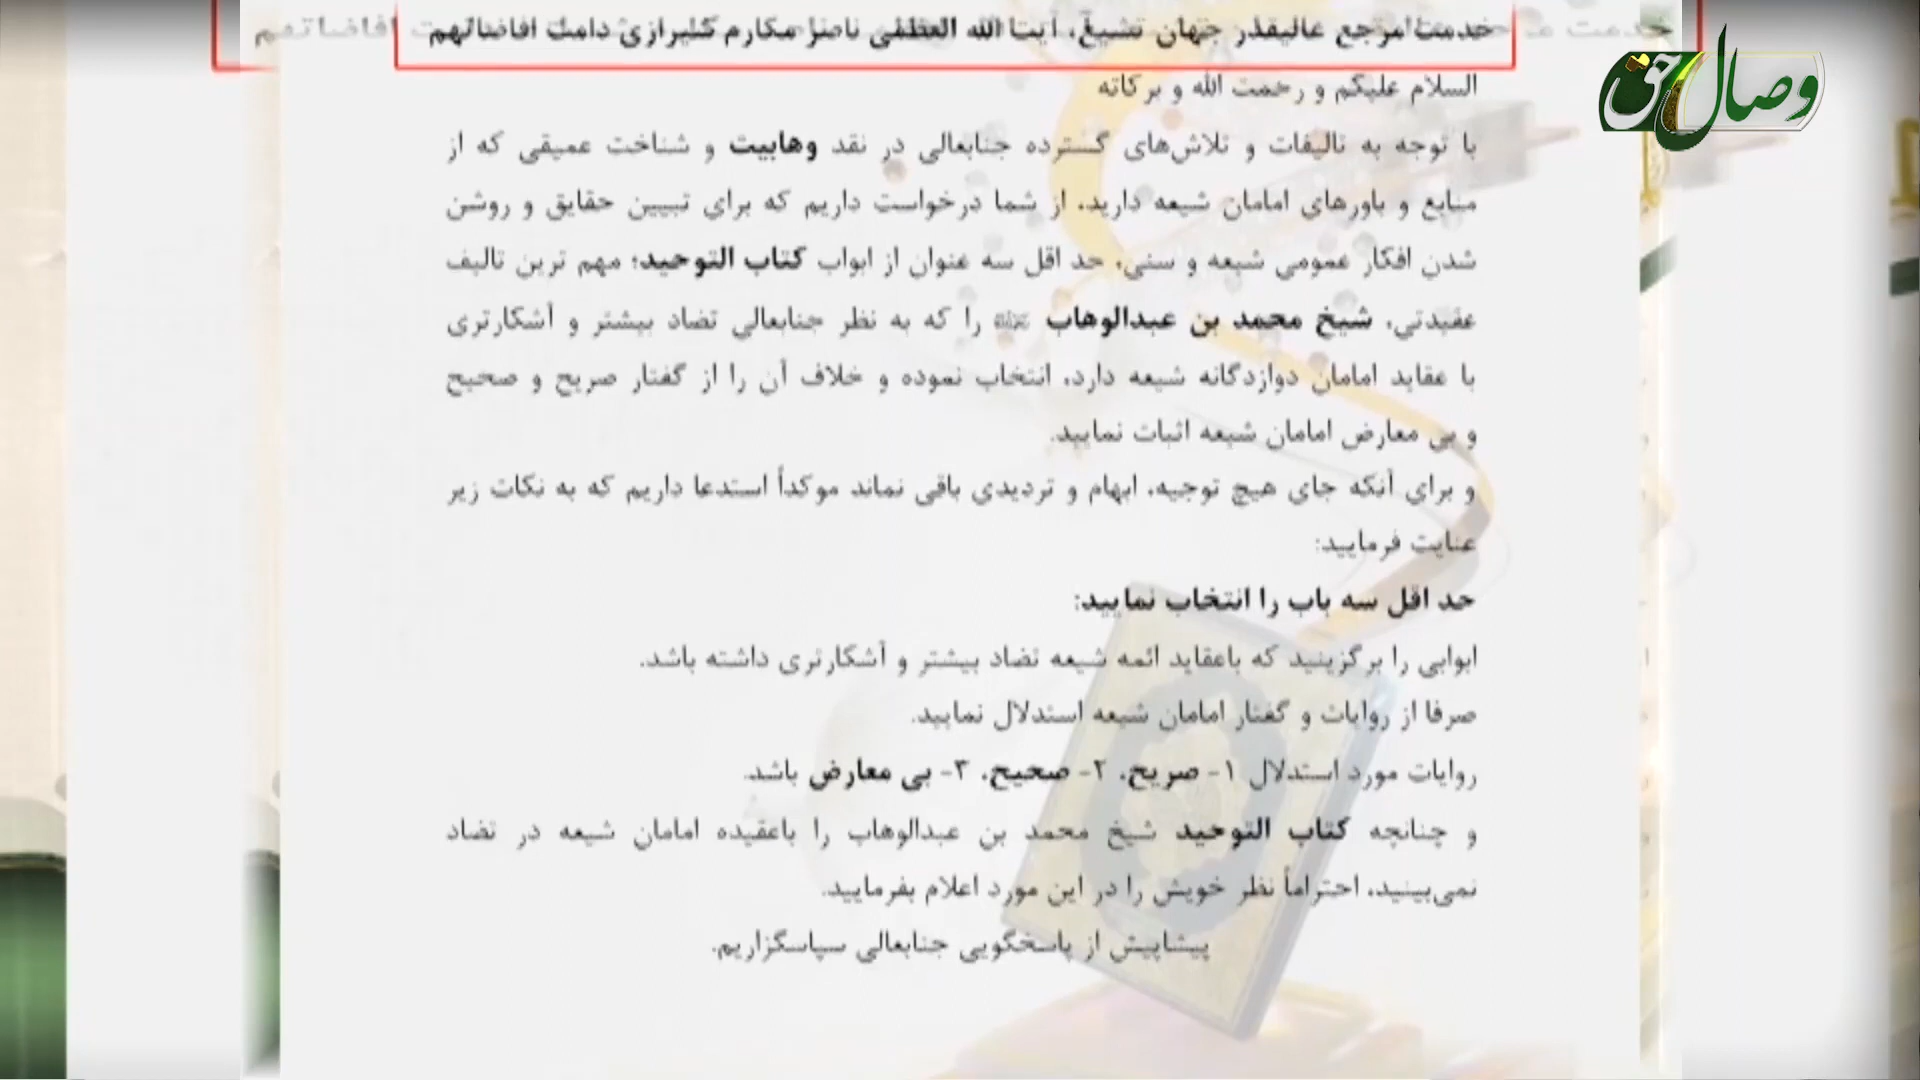 خدمت مرجع عالیقدر جهان تشیع، آیت الله العظمی ناصر مکارم شیرازی دامت افاضاتهم
وصال حق
السلام علیکم و رحمت الله و برکاته
با توجه به تالیفات و تلاش‌های گسترده جنابعالی در نقد وهابیت و شناخت عمیقی که از
منابع و باورهای امامان شیعه دارید، از شما درخواست داریم که برای تبیین حقایق و روشن
شدن افکار عمومی شیعه و سنی، حد اقل سه عنوان از ابواب کتاب التوحید؛ مهم ترین تالیف
عقیدتی، شیخ محمد بن عبدالوهاب را که به نظر جنابعالی تضاد بیشتر و آشکارتری
با عقاید امامان دوازدگانه شیعه دارد، انتخاب نموده و خلاف آن را از گفتار صریح و صحیح
و بی معارض امامان شیعه اثبات نمایید.
و برای آنکه جای هیچ توجیه، ابهام و تردیدی باقی نماند موکداً استدعا داریم که به نکات زیر
عنایت فرمایید:
حد اقل سه باب را انتخاب نمایید:
ابوابی را برگزینید که باعقاید ائمه شیعه تضاد بیشتر و آشکارتری داشته باشد.
صرفا از روایات و گفتار امامان شیعه استدلال نمایید.
روایات مورد استدلال ۱- صریح، ۲- صحیح، ۳- بی معارض باشد.
و چنانچه کتاب التوحید شیخ محمد بن عبدالوهاب را باعقیده امامان شیعه در تضاد
نمی‌بینید، احتراماً نظر خویش را در این مورد اعلام بفرمایید.
پیشاپیش از پاسخگویی جنابعالی سپاسگزاریم.